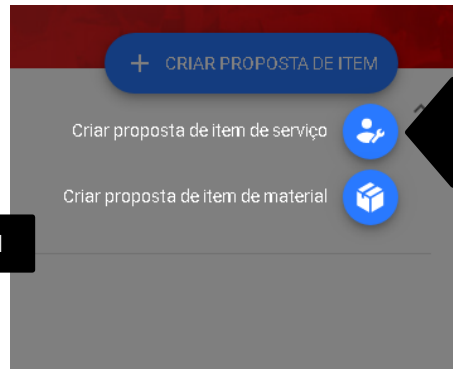 + CRIAR PROPOSTA DE ITEM
Criar proposta de item de serviço
Criar proposta de item de material